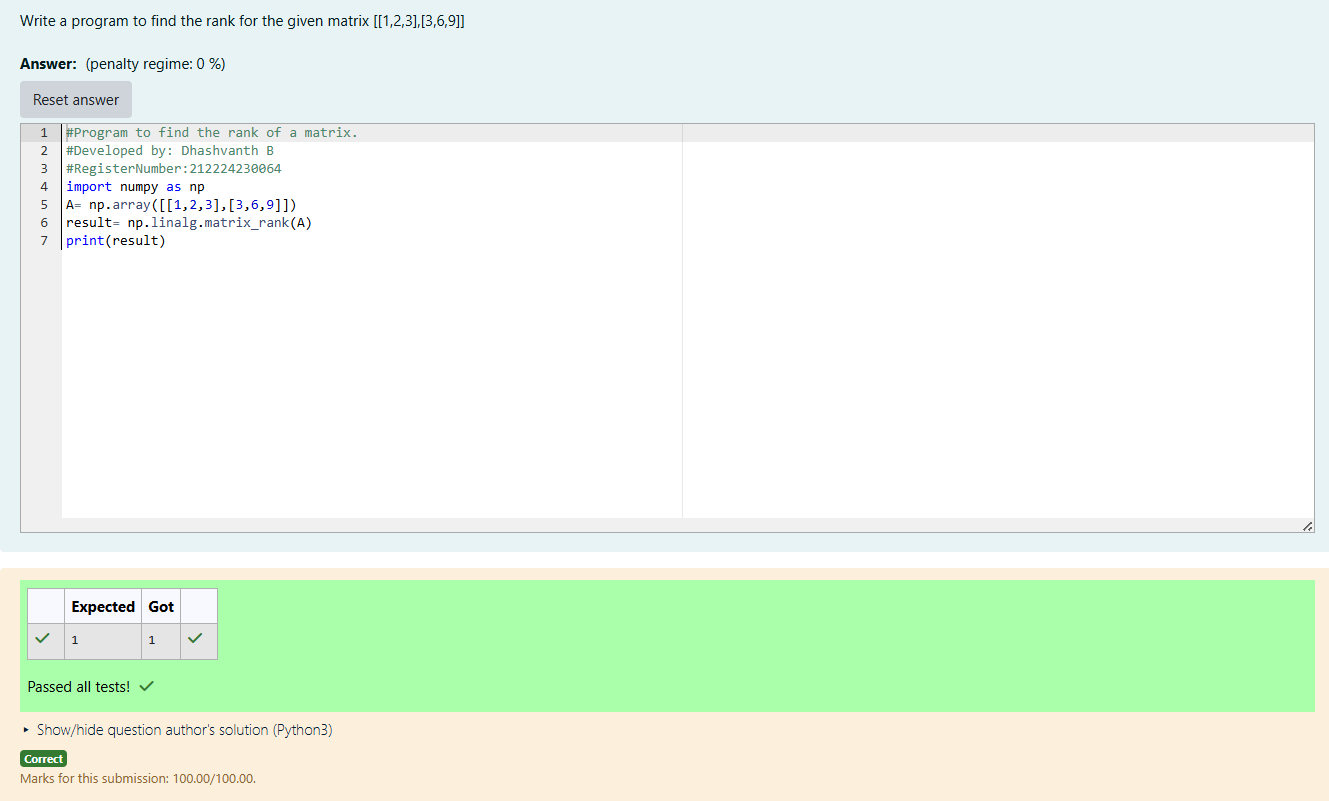 Write a program to find the rank for the given matrix [[1,2,3],[3,6,9]]
Answer: (penalty regime: 0 %)
Reset answer
1 #Program to find the rank of a matrix.
2 #Developed by: Dhashvanth B
3 #RegisterNumber:212224230064
4 import numpy as np
5 A= np.array([[1,2,3],[3,6,9]])
6 result= np.linalg.matrix_rank(A)
7 print(result)
Expected Got
1 1
Passed all tests!
Show/hide question author's solution (Python3)
Correct
Marks for this submission: 100.00/100.00.